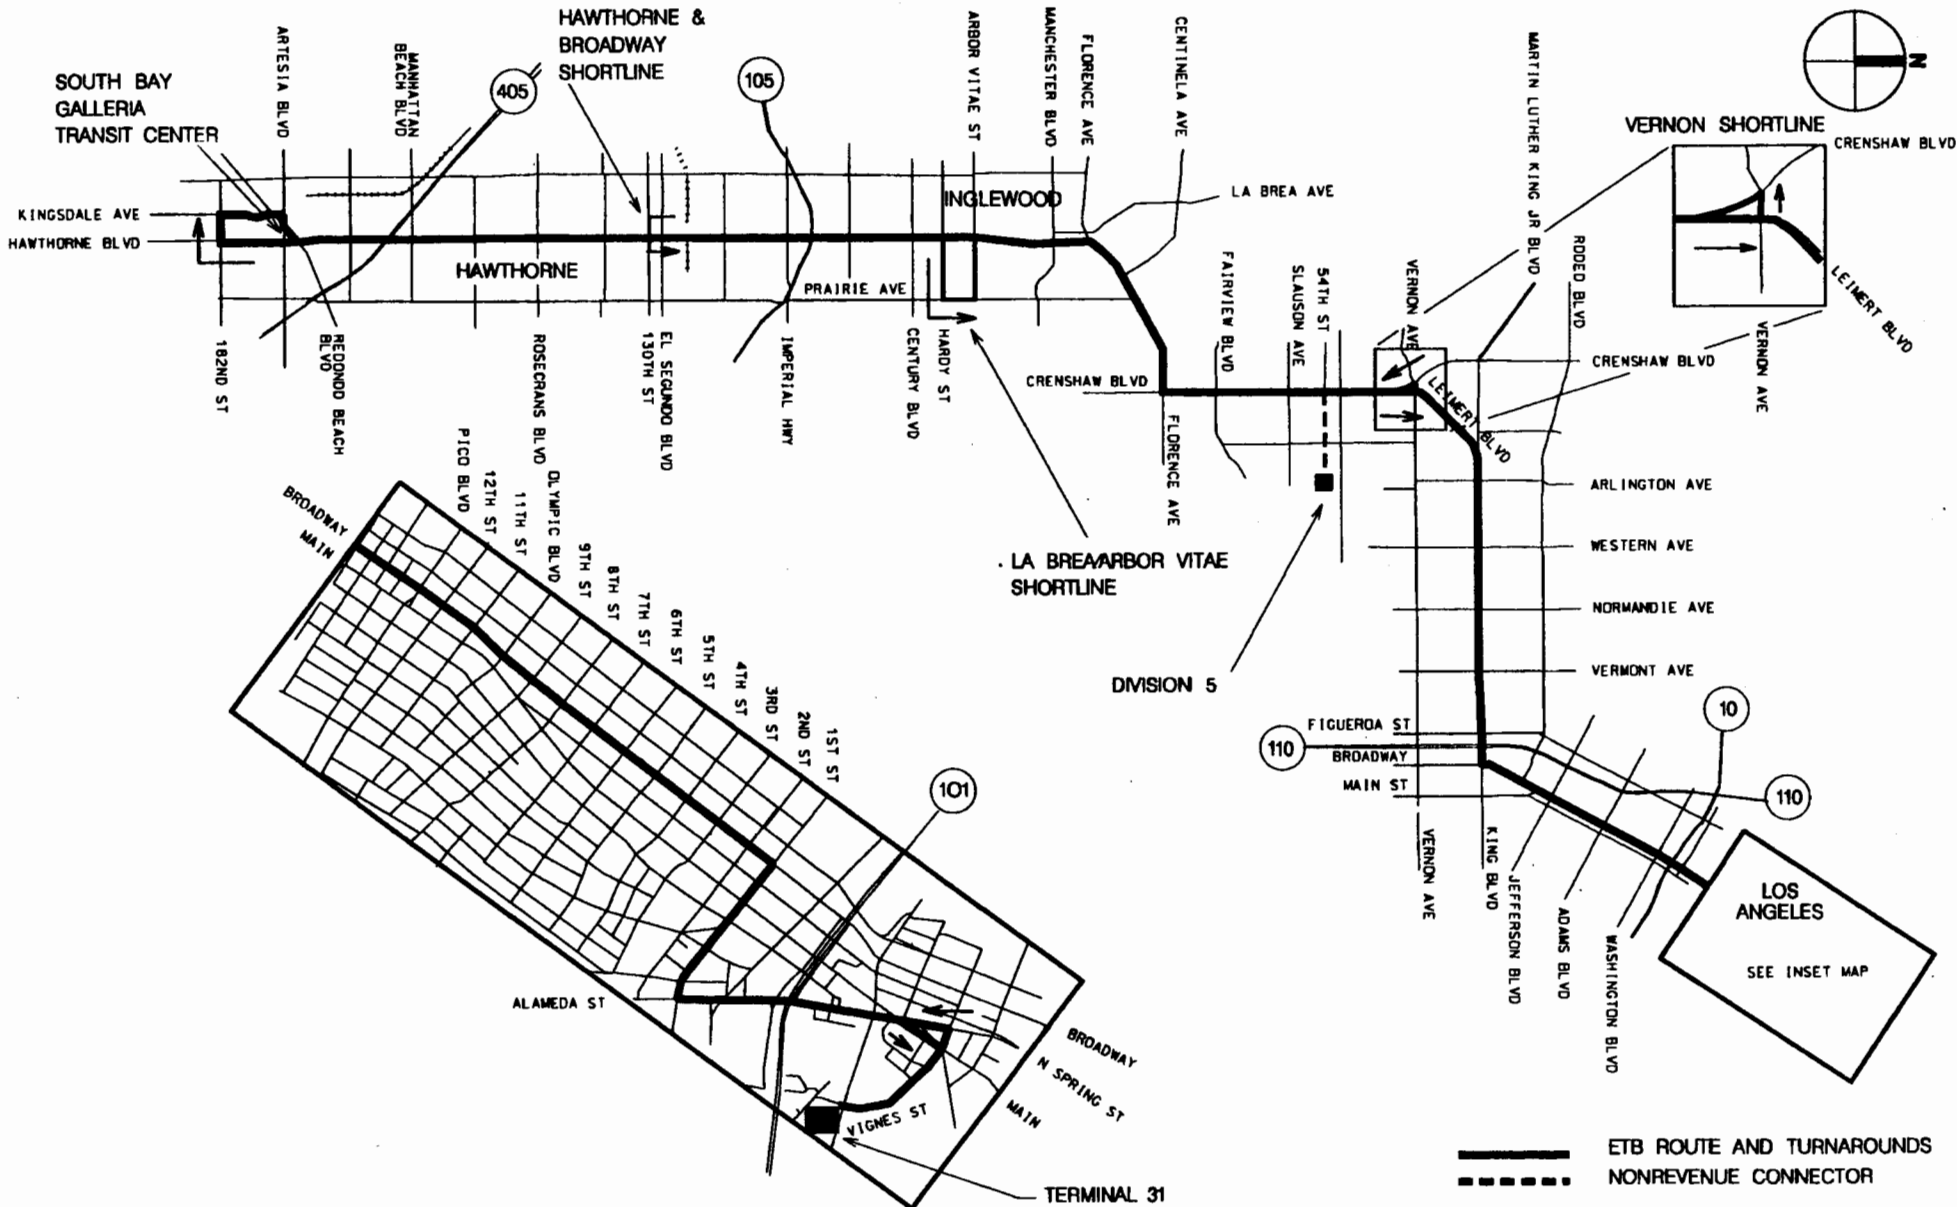 HAWTHORNE &
BROADWAY
SHORTLINE
SOUTH BAY
GALLERIA
TRANSIT CENTER
ARTESIA BLVD
MANHATTAN
BEACH BLVD
405
105
ARBOR VITAE ST
MANCHESTER BLVD
FLORENCE AVE
CENTINELA AVE
MARTIN LUTHER KING JR BLVD
N
VERNON SHORTLINE
CRENSHAW BLVD
LEIMERT BLVD
VERNON AVE
KINGSDALE AVE
HAWTHORNE BLVD
HAWTHORNE
INGLEWOOD
LA BREA AVE
PRAIRIE AVE
182ND ST
REDONDO BEACH
BLVD
ROSECRANS BLVD
130TH ST
EL SEGUNDO BLVD
IMPERIAL HWY
CENTURY BLVD
HARDY ST
CRENSHAW BLVD
FLORENCE AVE
FAIRVIEW BLVD
SLAUSON AVE
54TH ST
VERNON AVE
RODEO BLVD
CRENSHAW BLVD
LEIMERT BLVD
ARLINGTON AVE
WESTERN AVE
NORMANDIE AVE
VERMONT AVE
LA BREA/ARBOR VITAE
SHORTLINE
DIVISION 5
FIGUEROA ST
110
BROADWAY
MAIN ST
10
110
VERNON AVE
KING BLVD
JEFFERSON BLVD
ADAMS BLVD
WASHINGTON BLVD
LOS
ANGELES
SEE INSET MAP
BROADWAY
MAIN
PICO BLVD
12TH ST
11TH ST
OLYMPIC BLVD
9TH ST
8TH ST
7TH ST
6TH ST
5TH ST
4TH ST
3RD ST
2ND ST
1ST ST
101
ALAMEDA ST
BROADWAY
N SPRING ST
MAIN
VIGNES ST
TERMINAL 31
ETB ROUTE AND TURNAROUNDS
NONREVENUE CONNECTOR